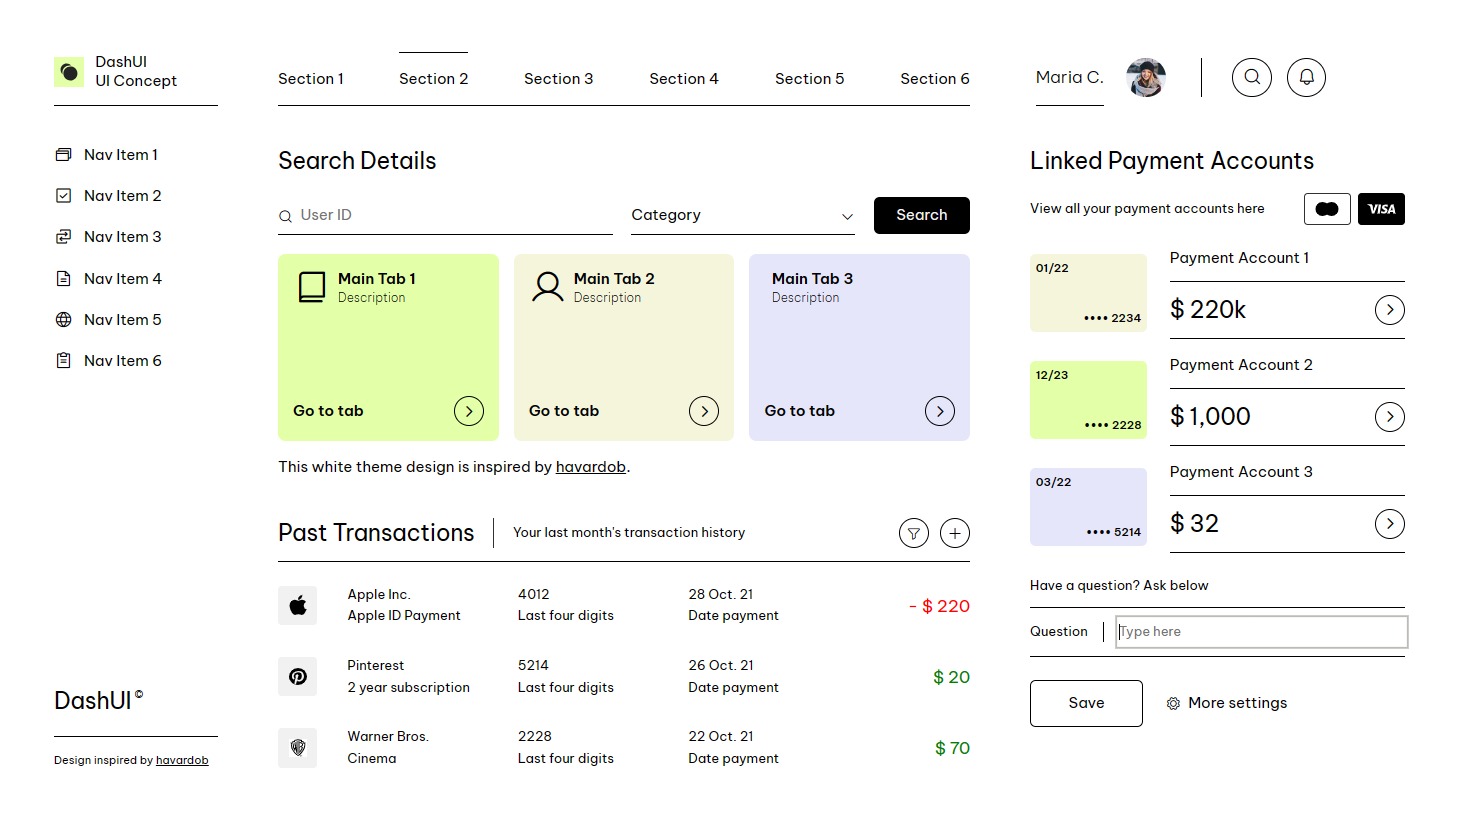 DashUI
UI Concept
Section 1
Section 2
Section 3
Section 4
Section 5
Section 6
Maria C.
Nav Item 1
Nav Item 2
Nav Item 3
Nav Item 4
Nav Item 5
Nav Item 6
DashUI ©
Design inspired by havardob
Search Details
User ID
Category
Search
Main Tab 1
Description
Go to tab
Main Tab 2
Description
Go to tab
Main Tab 3
Description
Go to tab
This white theme design is inspired by havardob.
Past Transactions
Your last month's transaction history
Apple Inc. 4012 28 Oct. 21
Apple ID Payment Last four digits Date payment
- $ 220
Pinterest 5214 26 Oct. 21
2 year subscription Last four digits Date payment
$ 20
Warner Bros. 2228 22 Oct. 21
Cinema Last four digits Date payment
$ 70
Linked Payment Accounts
View all your payment accounts here
VISA
01/22
•••• 2234
Payment Account 1
$ 220k
12/23
•••• 2228
Payment Account 2
$ 1,000
03/22
•••• 5214
Payment Account 3
$ 32
Have a question? Ask below
Question
Type here
Save
More settings